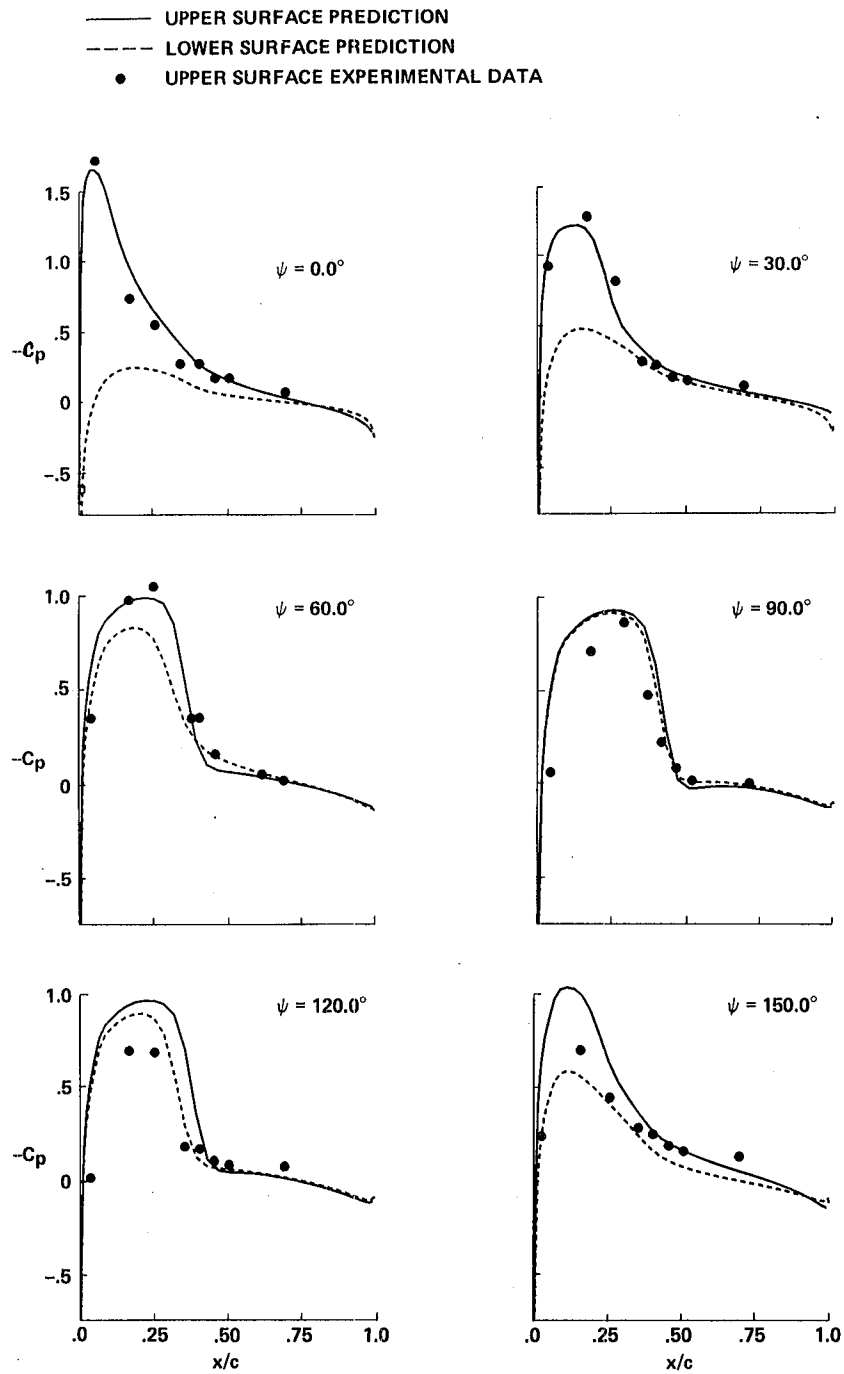 UPPER SURFACE PREDICTION
LOWER SURFACE PREDICTION
UPPER SURFACE EXPERIMENTAL DATA
1.5
1.0
.5
0
-.5
-Cp
ψ = 0.0°
ψ = 30.0°
1.0
.5
0
-.5
-Cp
ψ = 60.0°
ψ = 90.0°
1.0
.5
0
-.5
-Cp
ψ = 120.0°
ψ = 150.0°
.0 .25 .50 .75 1.0
x/c
.0 .25 .50 .75 1.0
x/c